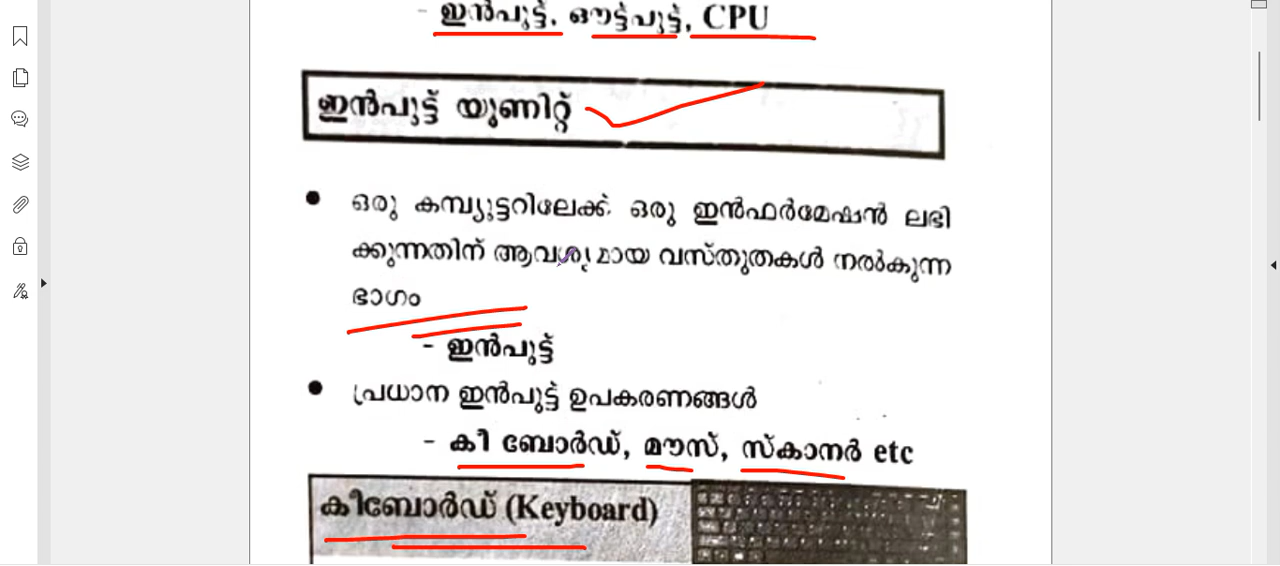 - ഇൻപുട്ട്, ഔട്ട്പുട്ട്, CPU
ഇൻപുട്ട് യൂണിറ്റ്
● ഒരു കമ്പ്യൂട്ടറിലേക്ക് ഒരു ഇൻഫർമേഷൻ ലഭി
ക്കുന്നതിന് ആവശ്യമായ വസ്തുതകൾ നൽകുന്ന
ഭാഗം
- ഇൻപുട്ട്
● പ്രധാന ഇൻപുട്ട് ഉപകരണങ്ങൾ
- കീ ബോർഡ്, മൗസ്, സ്കാനർ etc
കീബോർഡ് (Keyboard)